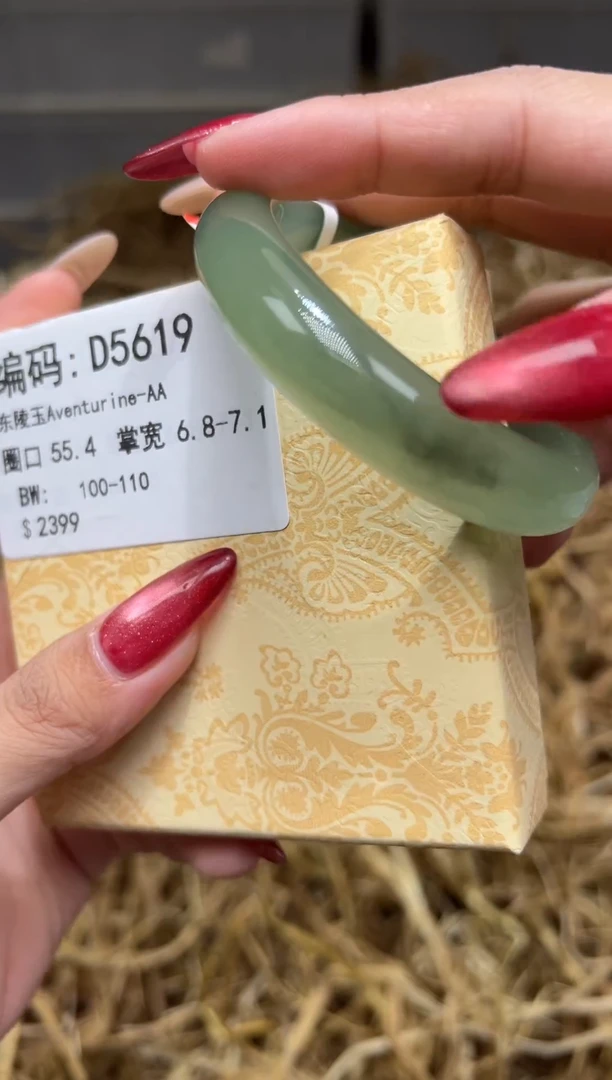 编码: D5619
东陵玉Aventurine-AA
圈口 55.4 掌宽 6.8-7.1
BW: 100-110
$2399